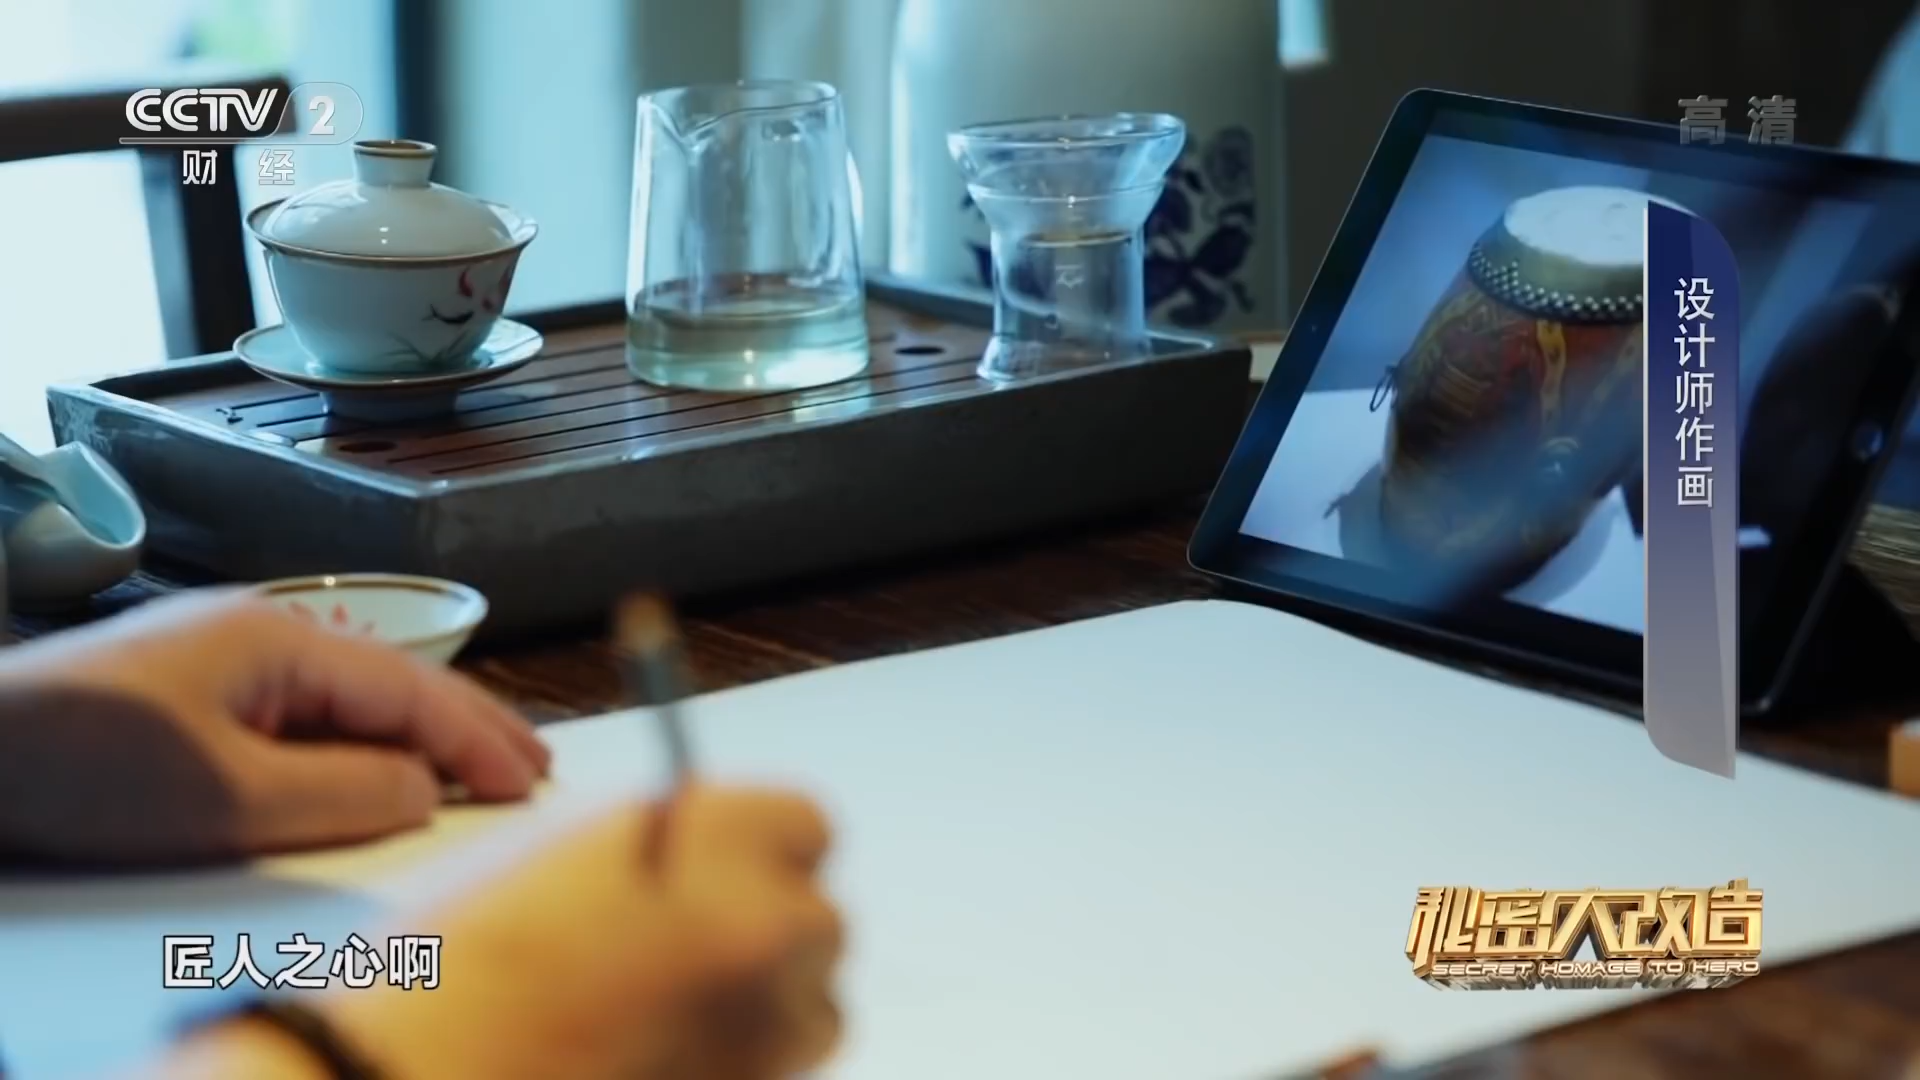 CCTV 2
财 经
高 清
设计师作画
秘密大改造
SECRET HOMAGE TO HERO
匠人之心啊